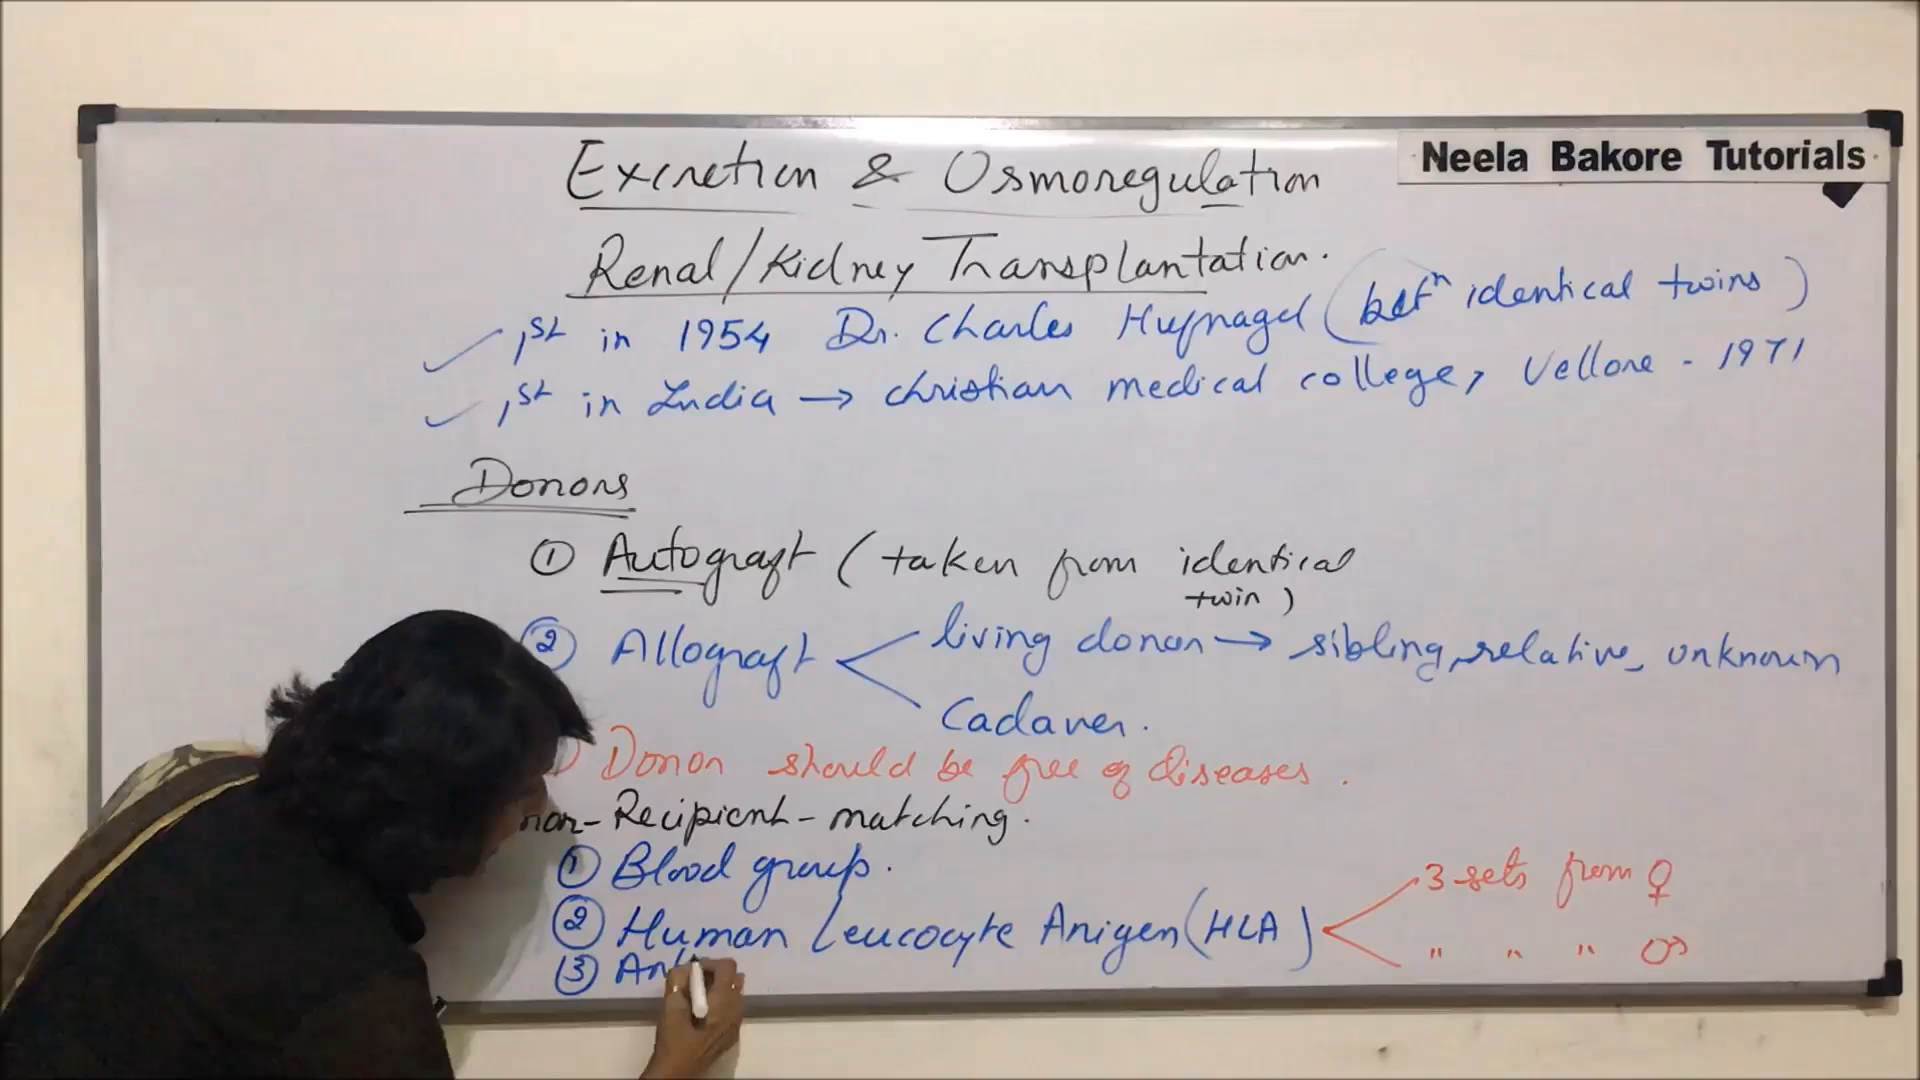 Neela Bakore Tutorials
Excretion & Osmoregulation
Renal/Kidney Transplantation.
1st in 1954 Dr. Charles Hufnagel (betn identical twins)
1st in India → christian medical college, Vellore - 1971
Donors
① Autograft (taken from identical
twin)
② Allograft living donor → sibling, relative, unknown
Cadaver.
) Donor should be free of diseases.
nor-Recipient-matching.
① Blood group.
② Human Leucocyte Anigen (HLA) 3 sets from ♀
" " " ♂
③ An